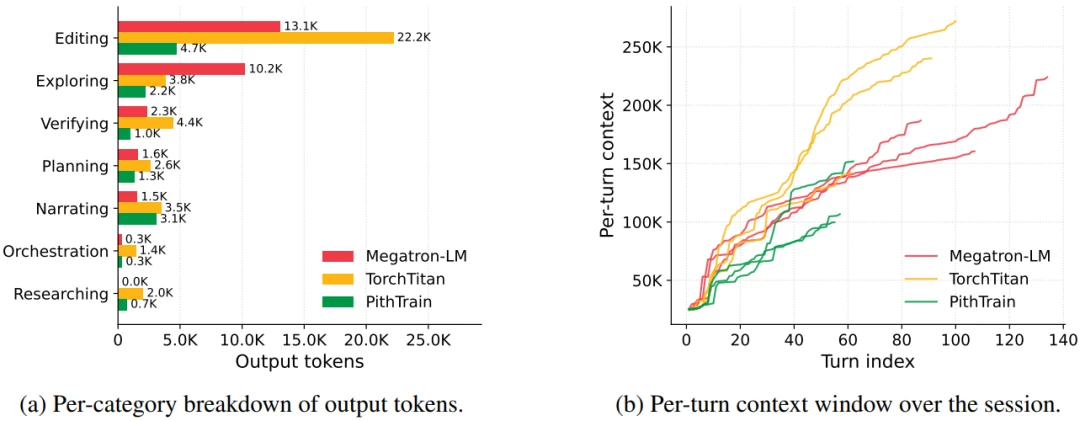 Editing
13.1K
22.2K
4.7K
Exploring
10.2K
3.8K
2.2K
Verifying
2.3K
4.4K
1.0K
Planning
1.6K
2.6K
1.3K
Narrating
1.5K
3.5K
3.1K
Orchestration
0.3K
1.4K
0.3K
Researching
0.0K
2.0K
0.7K
Megatron-LM
TorchTitan
PithTrain
0 5.0K 10.0K 15.0K 20.0K 25.0K
Output tokens
(a) Per-category breakdown of output tokens.
Per-turn context
250K
200K
150K
100K
50K
Megatron-LM
TorchTitan
PithTrain
0 20 40 60 80 100 120 140
Turn index
(b) Per-turn context window over the session.